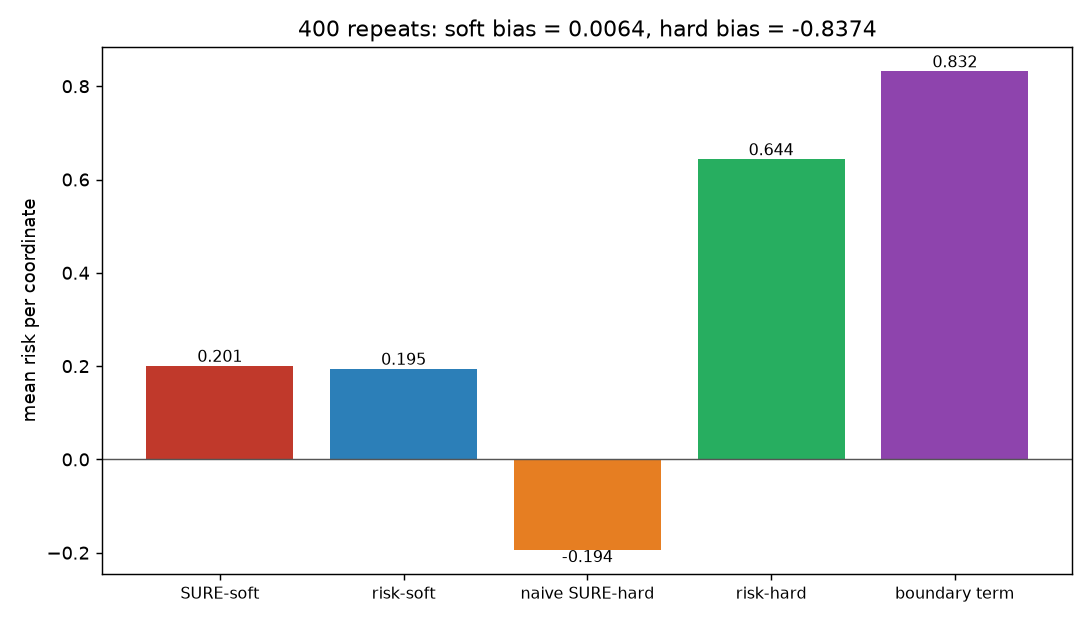 400 repeats: soft bias = 0.0064, hard bias = -0.8374
mean risk per coordinate
0.8
0.6
0.4
0.2
0.0
−0.2
0.201
0.195
-0.194
0.644
0.832
SURE-soft
risk-soft
naive SURE-hard
risk-hard
boundary term